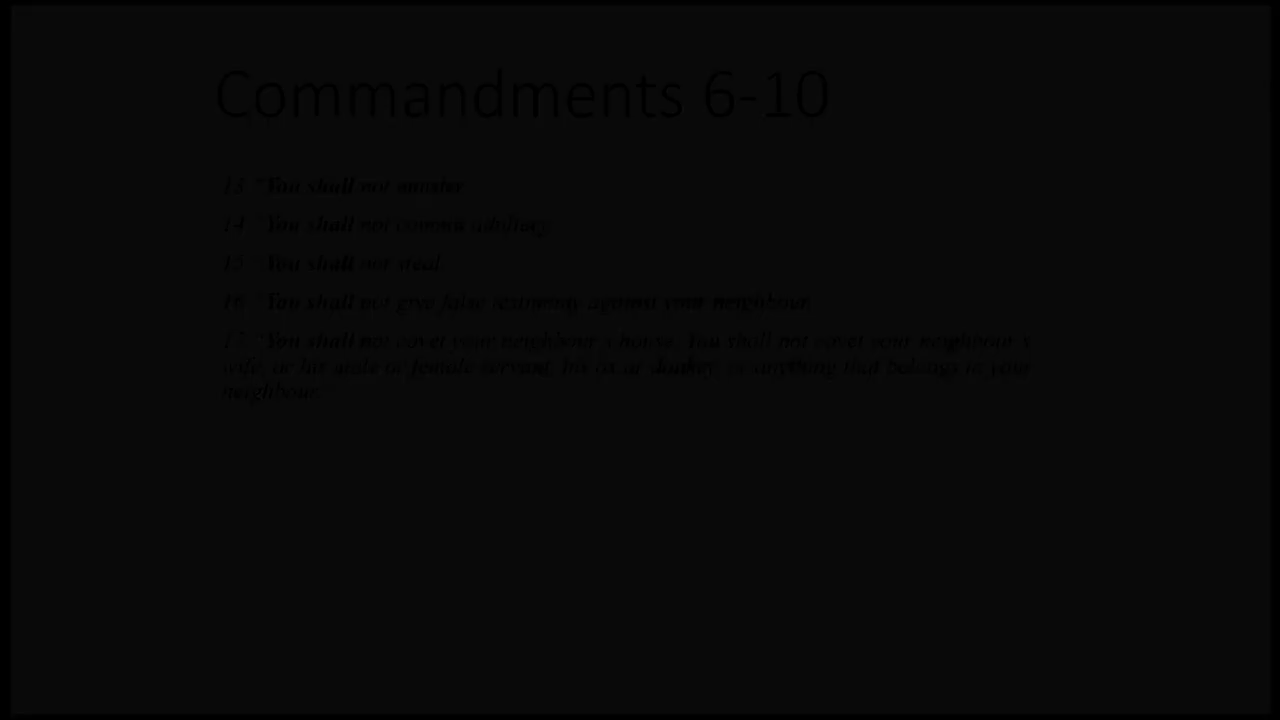 Commandments 6-10
13 "You shall not murder.
14 "You shall not commit adultery.
15 "You shall not steal.
16 "You shall not give false testimony against your neighbour.
17 "You shall not covet your neighbour's house. You shall not covet your neighbour's
wife, or his male or female servant, his ox or donkey, or anything that belongs to your
neighbour.